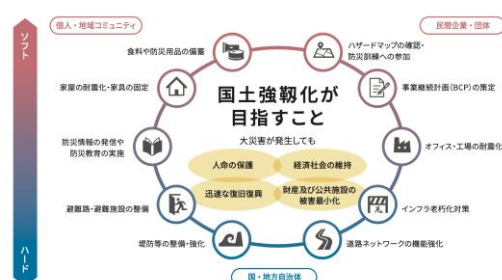 個人・地域コミュニティ
民間企業・団体
ソフト
食料や防災用品の備蓄
ハザードマップの確認・
防災訓練への参加
家屋の耐震化・家具の固定
事業継続計画(BCP)の策定
国土強靱化が
目指すこと
大災害が発生しても
人命の保護
経済社会の維持
迅速な復旧復興
財産及び公共施設の
被害最小化
防災情報の発信や
防災教育の実施
オフィス・工場の耐震化
避難路・避難施設の整備
インフラ老朽化対策
堤防等の整備・強化
道路ネットワークの機能強化
ハード
国・地方自治体